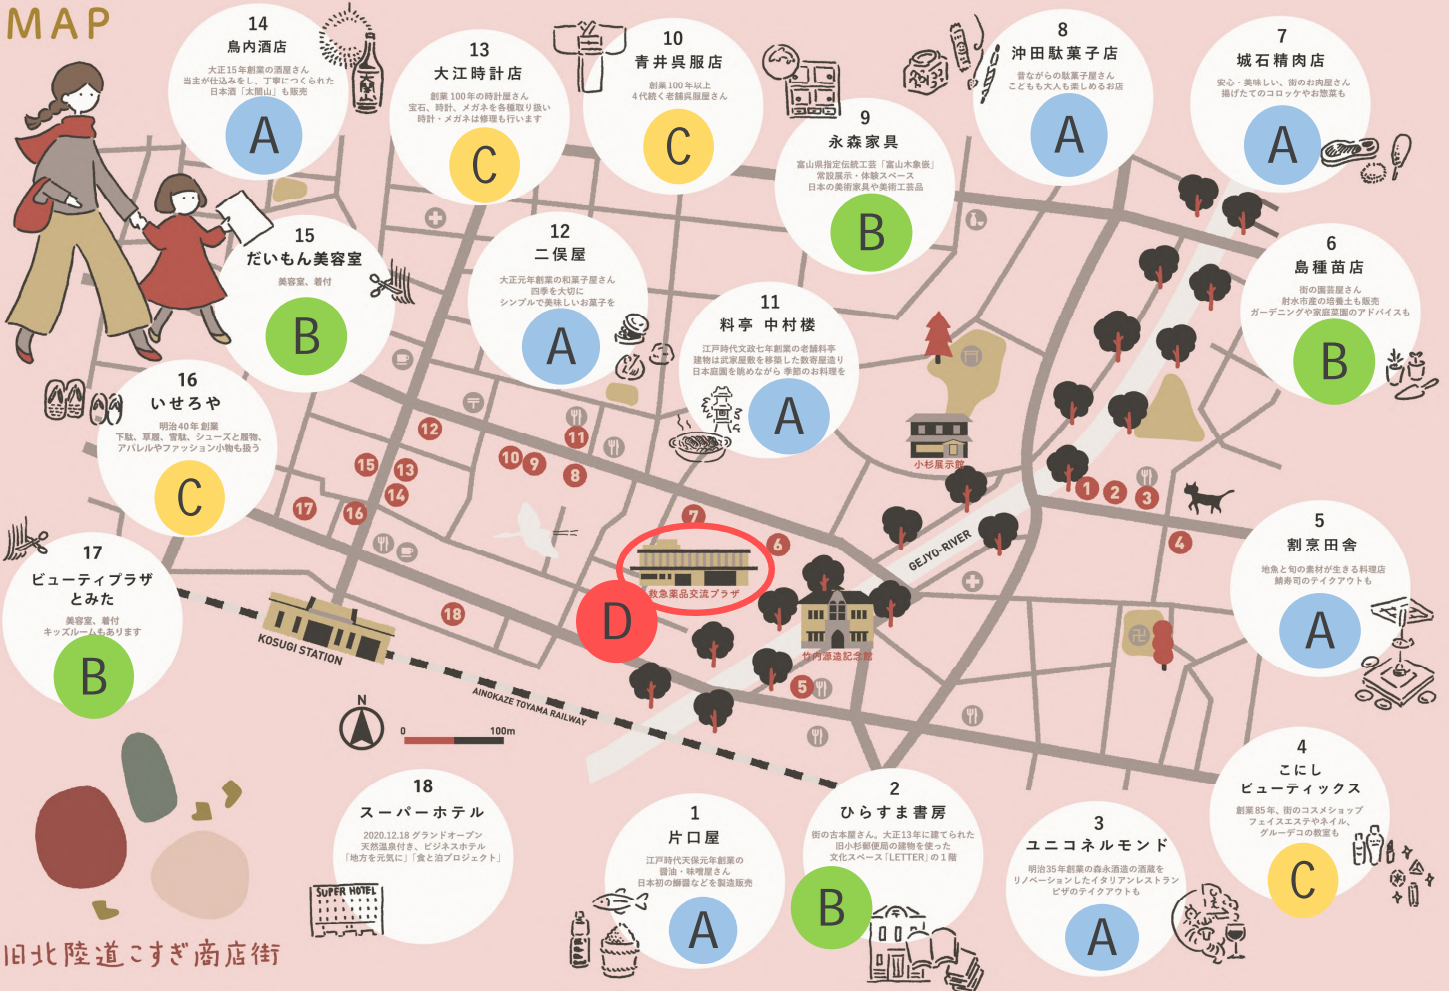 MAP
14
鳥内酒店
大正15年創業の酒屋さん
当主が仕込みをし、丁寧につくられた
日本酒「太閤山」も販売
A
13
大江時計店
創業100年の時計屋さん
宝石、時計、メガネを各種取り扱い
時計・メガネは修理も行います
C
10
青井呉服店
創業100年以上
4代続く老舗呉服屋さん
C
9
永森家具
富山県指定伝統工芸「富山木象嵌」
常設展示・体験スペース
日本の美術家具や美術工芸品
B
8
沖田駄菓子店
昔ながらの駄菓子屋さん
こどもも大人も楽しめるお店
A
7
城石精肉店
安心・美味しい、街のお肉屋さん
揚げたてのコロッケやお惣菜も
A
15
だいもん美容室
美容室、着付
B
12
二俣屋
大正元年創業の和菓子屋さん
四季を大切に
シンプルで美味しいお菓子を
A
11
料亭 中村楼
江戸時代文政七年創業の老舗料亭
建物は武家屋敷を移築した数寄屋造り
日本庭園を眺めながら 季節のお料理を
A
6
島種苗店
街の園芸屋さん
射水市産の培養土も販売
ガーデニングや家庭菜園のアドバイスも
B
16
いせろや
明治40年創業
下駄、草履、雪駄、シューズと履物、
アパレルやファッション小物も扱う
C
17
ビューティプラザ
とみた
美容室、着付
キッズルームもあります
B
5
割烹田舎
地魚と旬の素材が生きる料理店
鯖寿司のテイクアウトも
A
12
11
10
9
8
15
13
14
17
16
7
6
18
5
1
2
3
4
小杉展示館
救急薬品交流プラザ
D
竹内源造記念館
GEJYO-RIVER
KOSUGI STATION
AINOKAZE TOYAMA RAILWAY
N
0
100m
18
スーパーホテル
2020.12.18 グランドオープン
天然温泉付き、ビジネスホテル
「地方を元気に」「食と泊プロジェクト」
SUPER HOTEL
1
片口屋
江戸時代天保元年創業の
醤油・味噌屋さん
日本初の鰤醤などを製造販売
A
2
ひらすま書房
街の古本屋さん。大正13年に建てられた
旧小杉郵便局の建物を使った
文化スペース「LETTER」の1階
B
3
ユニコネルモンド
明治35年創業の森永酒造の酒蔵を
リノベーションしたイタリアンレストラン
ピザのテイクアウトも
A
4
こにし
ビューティックス
創業85年、街のコスメショップ
フェイスエステやネイル、
グルーデコの教室も
C
旧北陸道こすぎ商店街